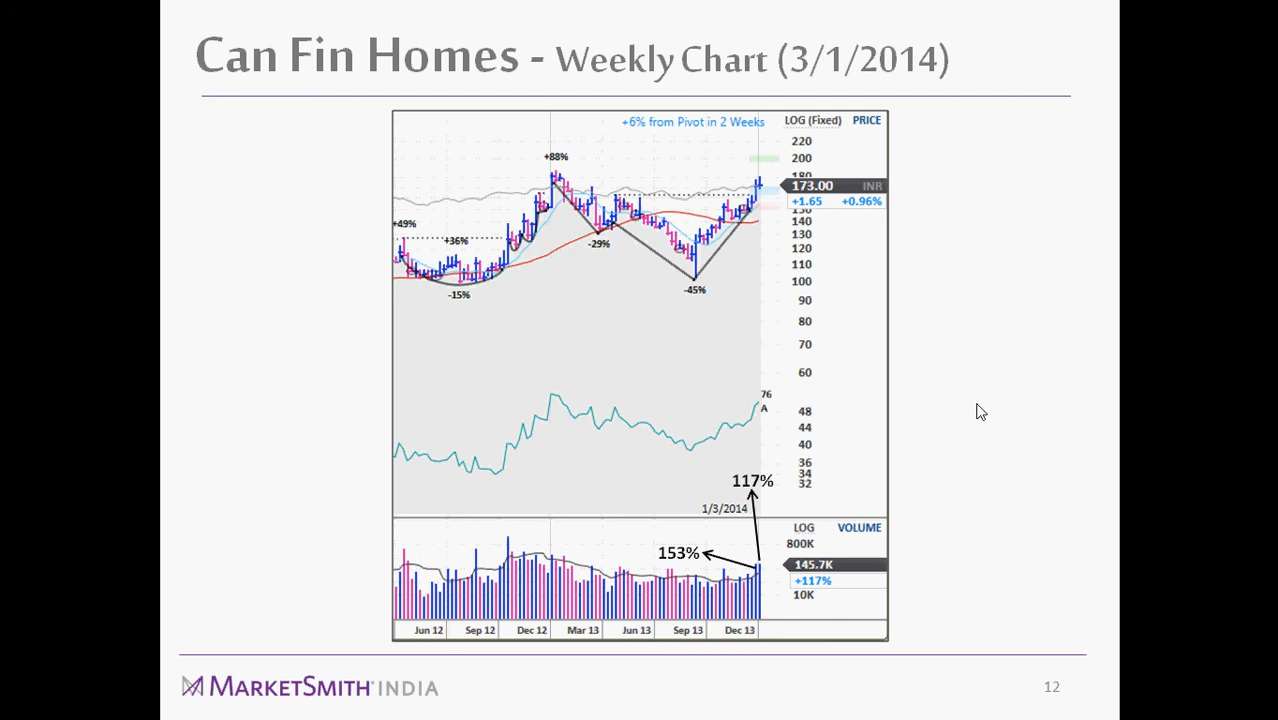 Can Fin Homes - Weekly Chart (3/1/2014)
+6% from Pivot in 2 Weeks
LOG (Fixed) PRICE
220
200
180
173.00 INR
+1.65 +0.96%
150
140
130
120
110
100
90
80
70
60
48
44
40
36
34
32
+88%
+49%
+36%
-29%
-15%
-45%
76
A
117%
1/3/2014
LOG VOLUME
800K
153%
145.7K
+117%
10K
Jun 12 Sep 12 Dec 12 Mar 13 Jun 13 Sep 13 Dec 13
MARKETSMITH INDIA
12